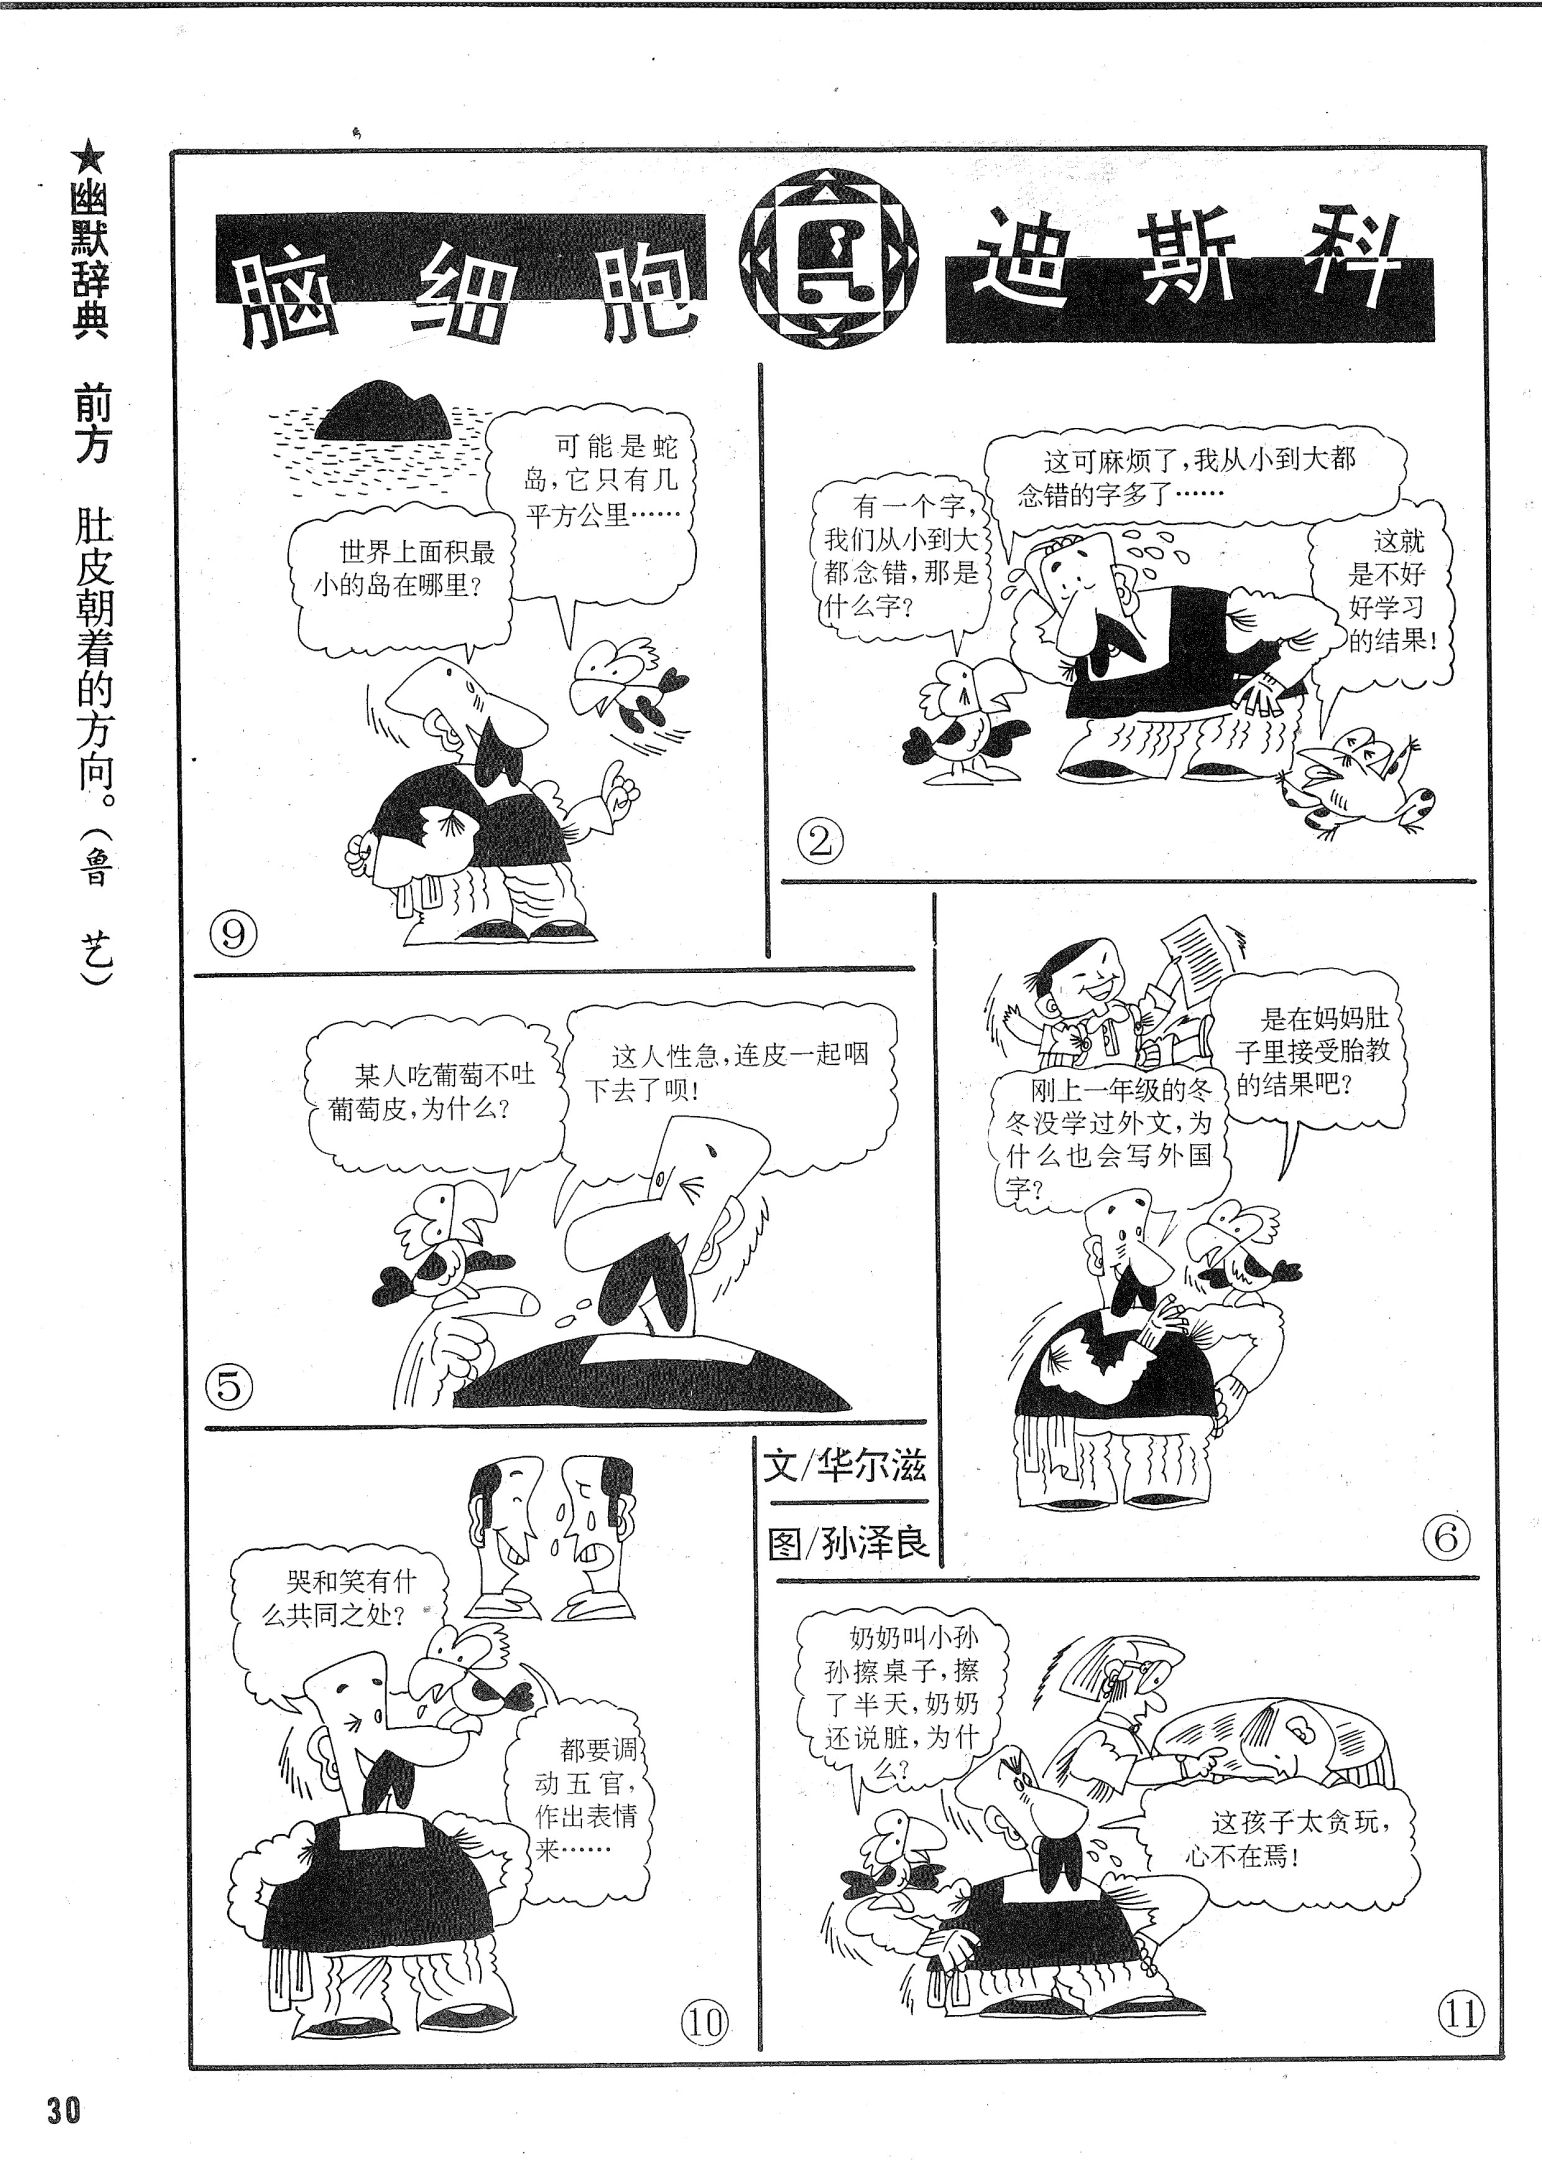 ★幽默辞典　前方　肚皮朝着的方向。（鲁　艺）
脑细胞
迪斯科
世界上面积最
小的岛在哪里？
可能是蛇
岛，它只有几
平方公里……
⑨
有一个字，
我们从小到大
都念错，那是
什么字？
这可麻烦了，我从小到大都
念错的字多了……
这就
是不好
好学习
的结果！
②
某人吃葡萄不吐
葡萄皮，为什么？
这人性急，连皮一起咽
下去了呗！
⑤
刚上一年级的冬
冬没学过外文，为
什么也会写外国
字？
是在妈妈肚
子里接受胎教
的结果吧？
⑥
文/华尔滋
图/孙泽良
哭和笑有什
么共同之处？
都要调
动五官，
作出表情
来……
⑩
奶奶叫小孙
孙擦桌子，擦
了半天，奶奶
还说脏，为什
么？
这孩子太贪玩，
心不在焉！
⑪
30